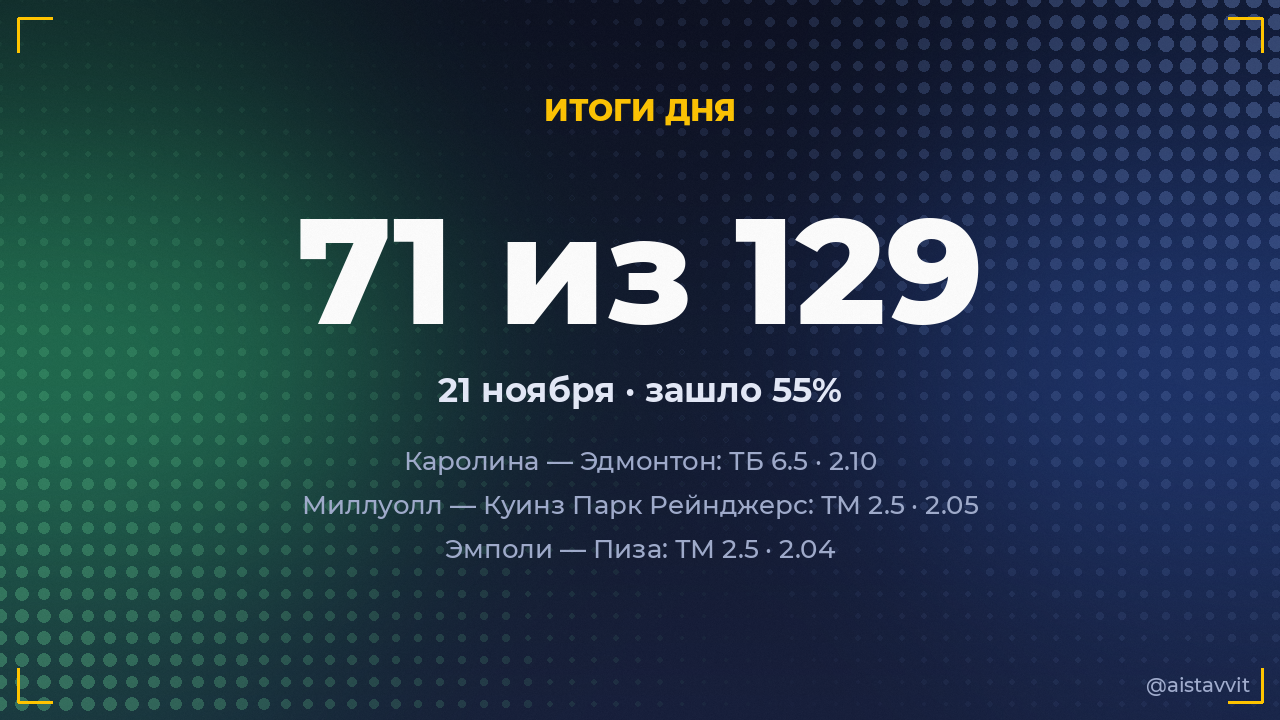 ИТОГИ ДНЯ
71 из 129
21 ноября · зашло 55%
Каролина — Эдмонтон: ТБ 6.5 · 2.10
Миллуолл — Куинз Парк Рейнджерс: ТМ 2.5 · 2.05
Эмполи — Пиза: ТМ 2.5 · 2.04
@aistavvit